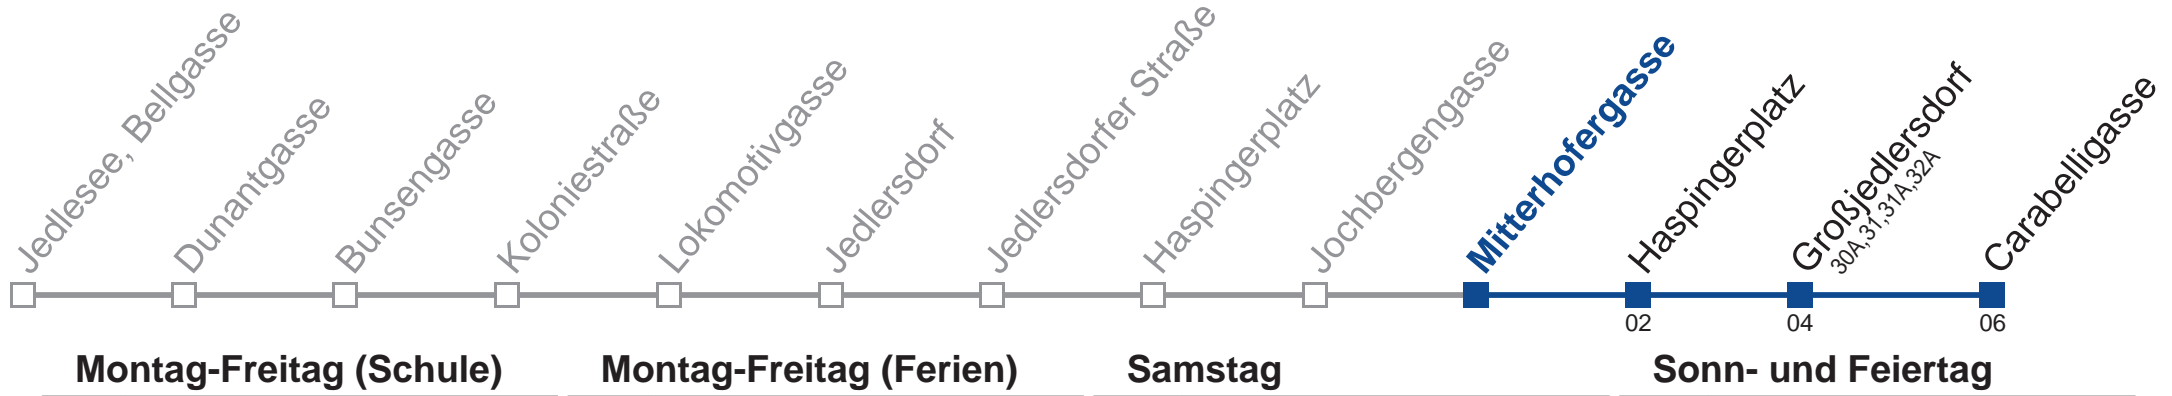 Jedlesee, Bellgasse
Dunantgasse
Bunsengasse
Koloniestraße
Lokomotivgasse
Jedlersdorf
Jedlersdorfer Straße
Haspingerplatz
Jochbergengasse
Mitterhofergasse
Haspingerplatz
Großjedlersdorf
30A,31,31A,32A
Carabelligasse
02 04 06
Montag-Freitag (Schule) Montag-Freitag (Ferien) Samstag Sonn- und Feiertag